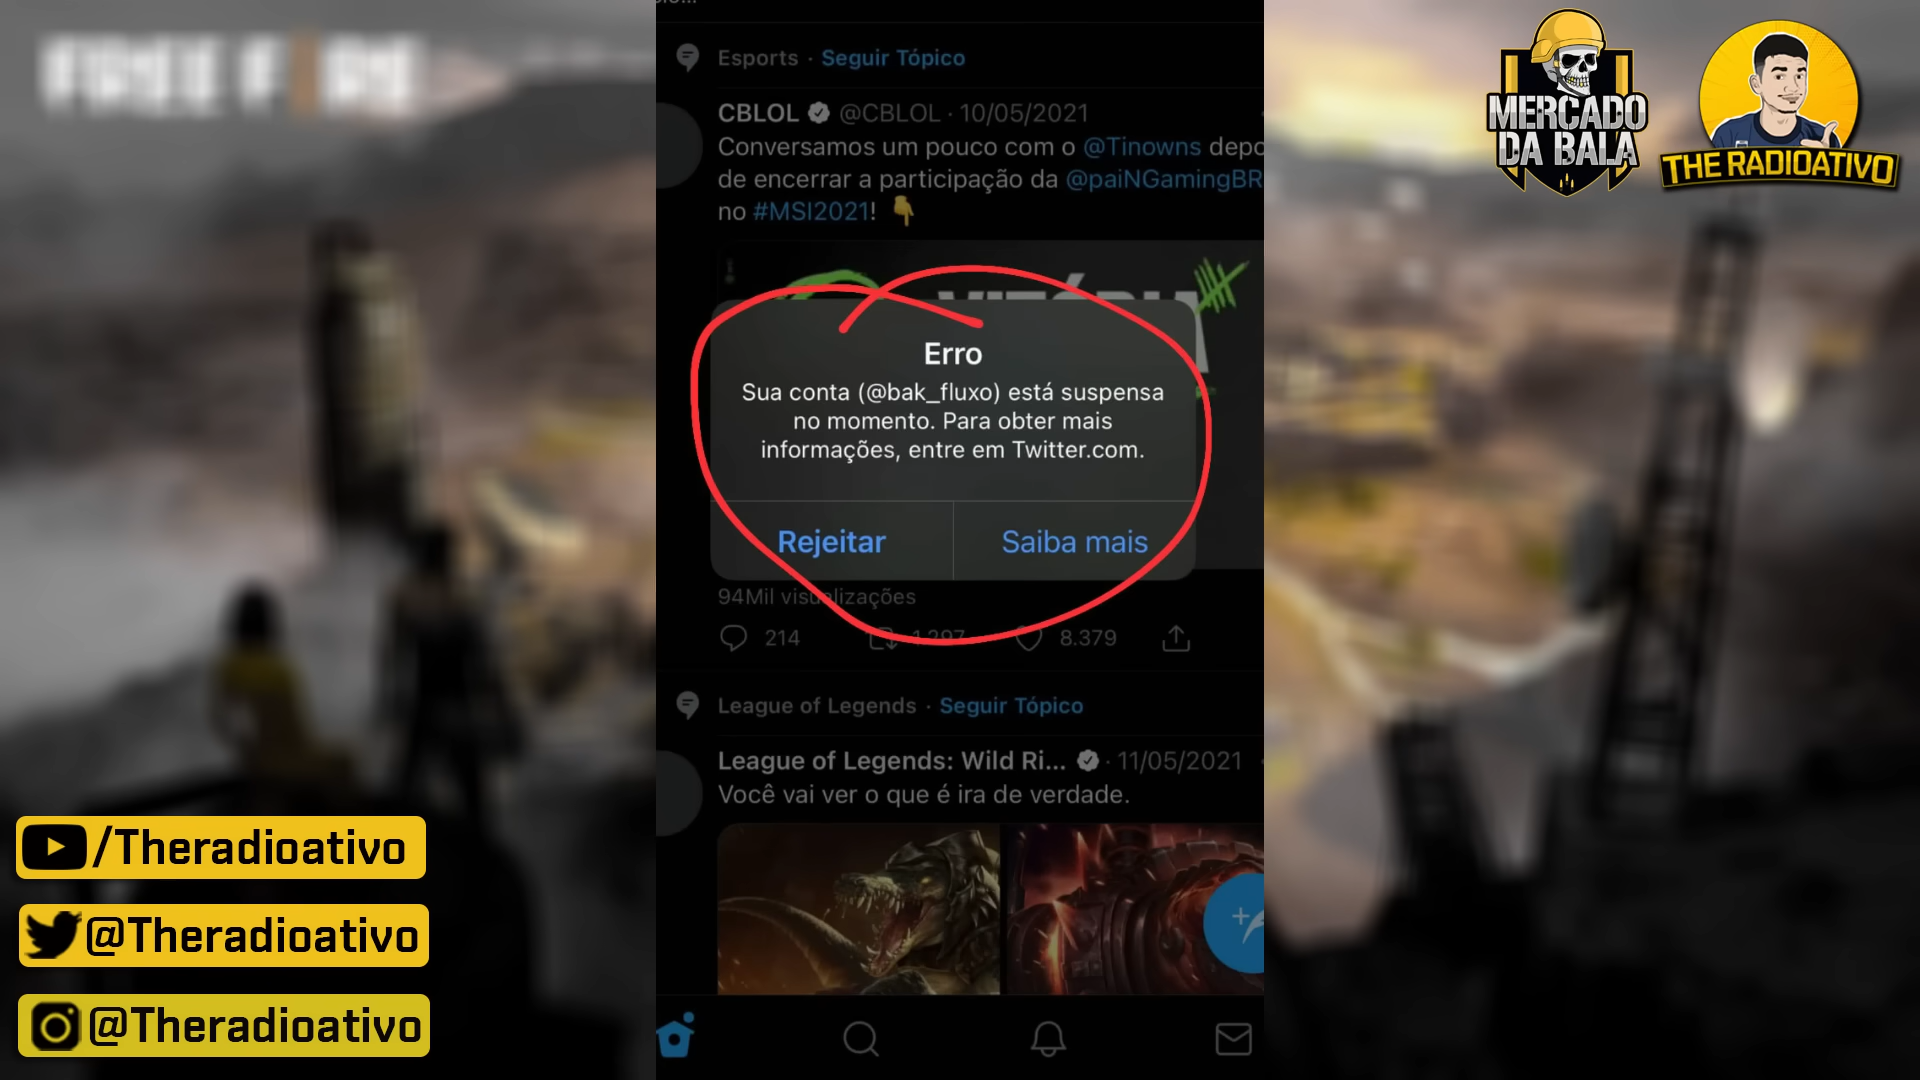 FREE FIRE
Esports · Seguir Tópico
CBLOL @CBLOL · 10/05/2021
Conversamos um pouco com o @Tinowns depo
de encerrar a participação da @paiNGamingBR
no #MSI2021!
Erro
Sua conta (@bak_fluxo) está suspensa
no momento. Para obter mais
informações, entre em Twitter.com.
Rejeitar Saiba mais
94Mil visualizações
214 1.297 8.379
League of Legends · Seguir Tópico
League of Legends: Wild Ri... · 11/05/2021
Você vai ver o que é ira de verdade.
MERCADO
DA BALA
THE RADIOATIVO
/Theradioativo
@Theradioativo
@Theradioativo